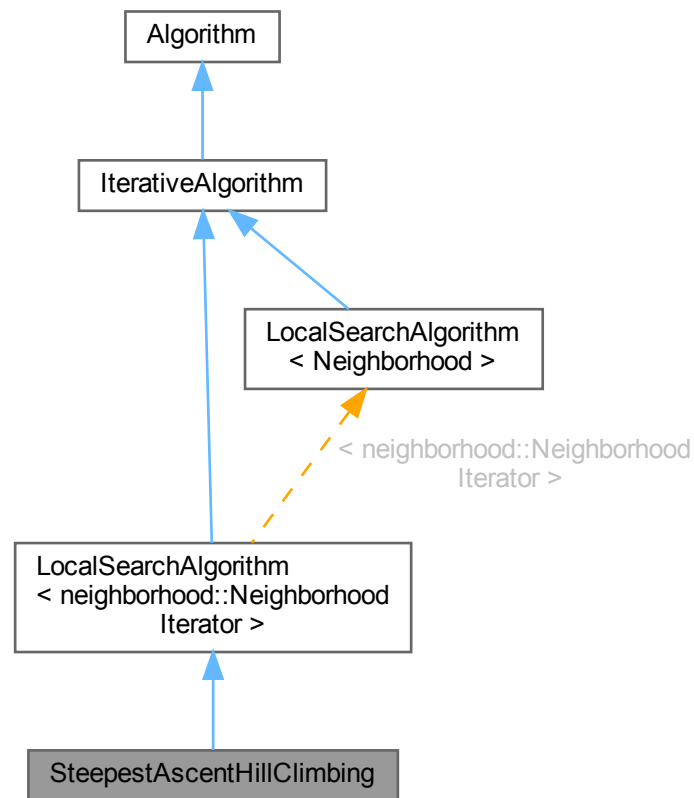 Algorithm
IterativeAlgorithm
LocalSearchAlgorithm
< Neighborhood >
< neighborhood::Neighborhood
Iterator >
LocalSearchAlgorithm
< neighborhood::Neighborhood
Iterator >
SteepestAscentHillClimbing